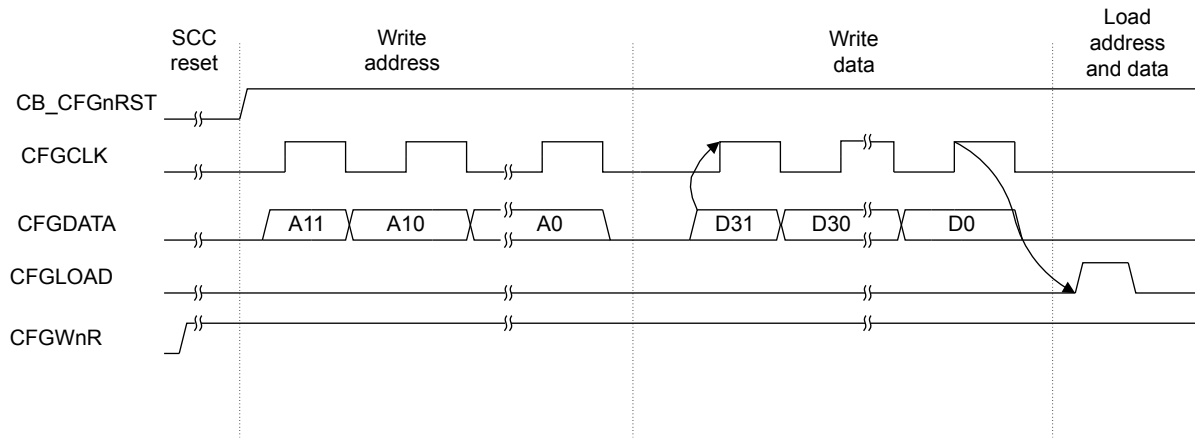 SCC
reset
Write
address
Write
data
Load
address
and data
CB_CFGnRST
CFGCLK
CFGDATA
A11
A10
A0
D31
D30
D0
CFGLOAD
CFGWnR